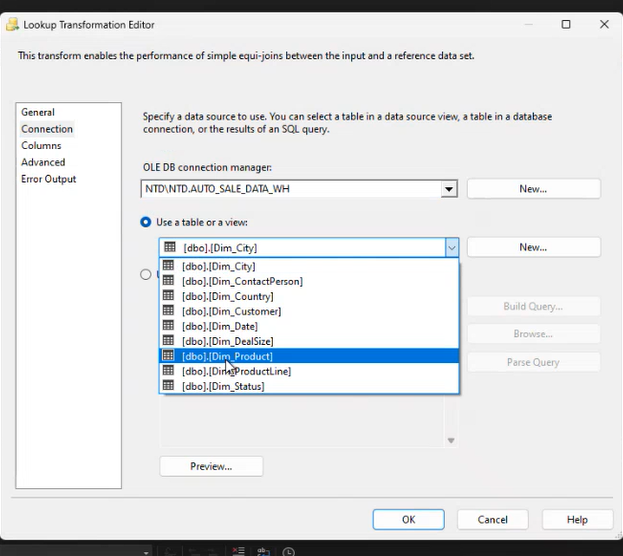 Lookup Transformation Editor
This transform enables the performance of simple equi-joins between the input and a reference data set.
General
Connection
Columns
Advanced
Error Output
Specify a data source to use. You can select a table in a data source view, a table in a database
connection, or the results of an SQL query.
OLE DB connection manager:
NTD\NTD.AUTO_SALE_DATA_WH
New...
Use a table or a view:
[dbo].[Dim_City]
New...
[dbo].[Dim_City]
[dbo].[Dim_ContactPerson]
[dbo].[Dim_Country]
[dbo].[Dim_Customer]
[dbo].[Dim_Date]
[dbo].[Dim_DealSize]
[dbo].[Dim_Product]
[dbo].[Dim_ProductLine]
[dbo].[Dim_Status]
Build Query...
Browse...
Parse Query
Preview...
OK
Cancel
Help